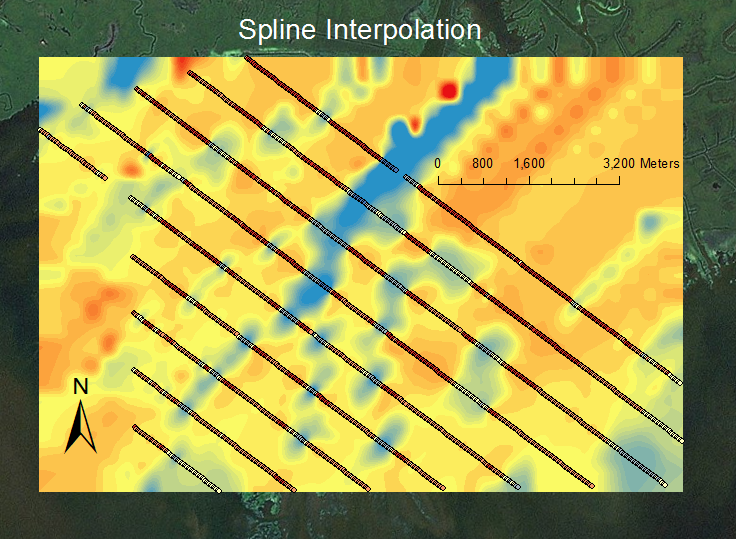 Spline Interpolation
0 800 1,600 3,200 Meters
N